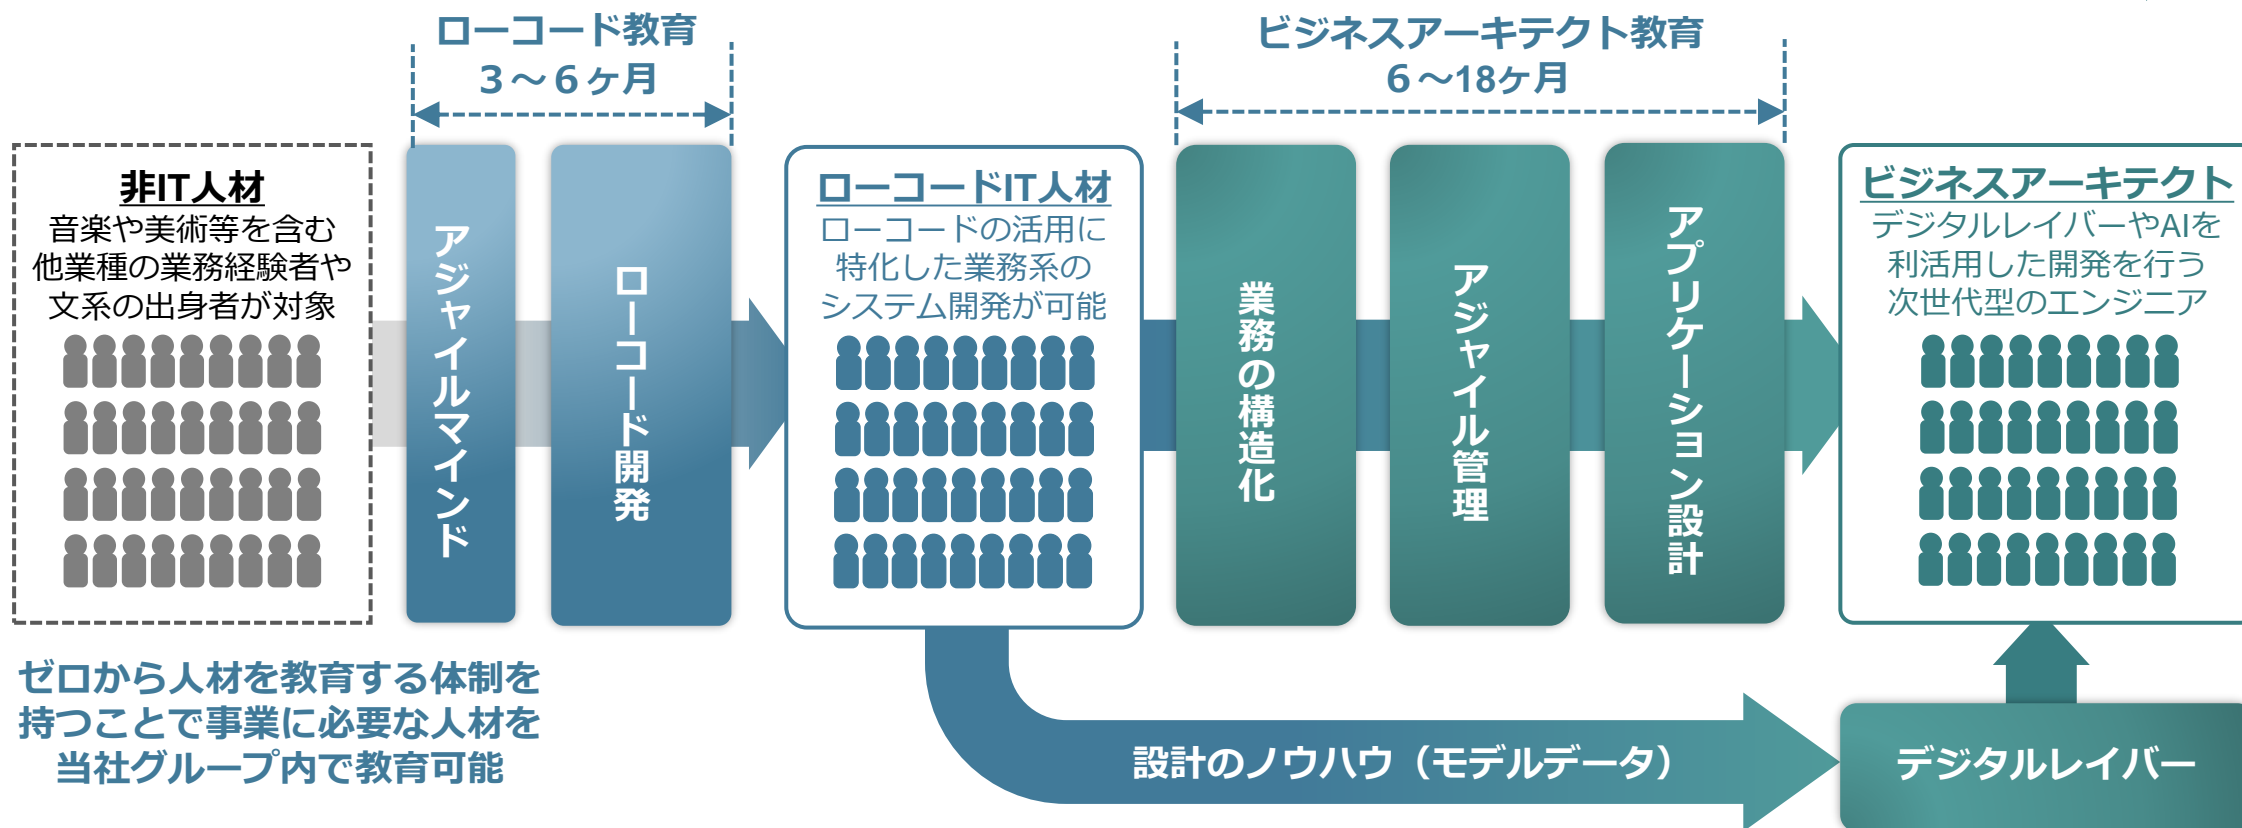 ローコード教育
３～６ヶ月
ビジネスアーキテクト教育
６～18ヶ月
非IT人材
音楽や美術等を含む
他業種の業務経験者や
文系の出身者が対象
アジャイルマインド
ローコード開発
ローコードIT人材
ローコードの活用に
特化した業務系の
システム開発が可能
業務の構造化
アジャイル管理
アプリケーション設計
ビジネスアーキテクト
デジタルレイバーやAIを
利活用した開発を行う
次世代型のエンジニア
ゼロから人材を教育する体制を
持つことで事業に必要な人材を
当社グループ内で教育可能
設計のノウハウ（モデルデータ）
デジタルレイバー